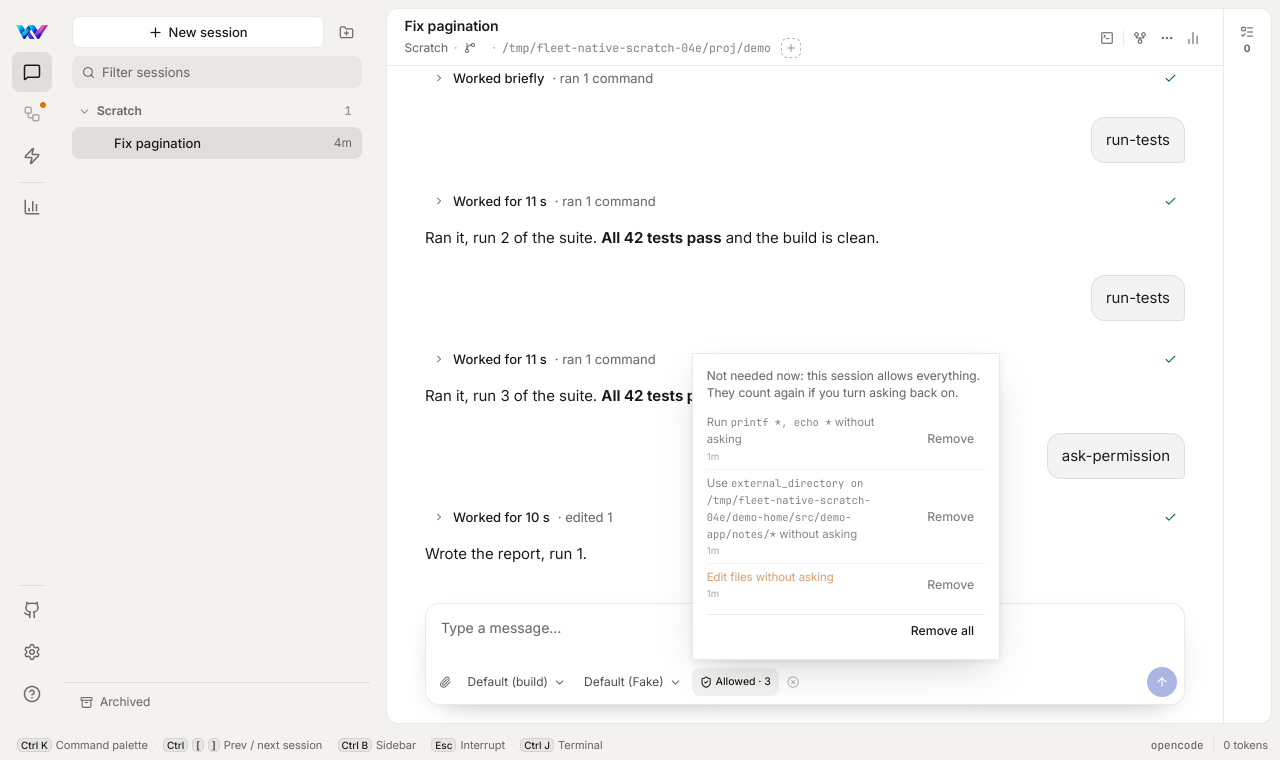 New session
Filter sessions
Scratch 1
Fix pagination 4m
Archived
Fix pagination
Scratch · · /tmp/fleet-native-scratch-04e/proj/demo
0
Worked briefly · ran 1 command
run-tests
Worked for 11 s · ran 1 command
Ran it, run 2 of the suite. All 42 tests pass and the build is clean.
run-tests
Worked for 11 s · ran 1 command
Ran it, run 3 of the suite. All 42 tests p
ask-permission
Worked for 10 s · edited 1
Wrote the report, run 1.
Not needed now: this session allows everything.
They count again if you turn asking back on.
Run printf *, echo * without
asking
1m
Remove
Use external_directory on
/tmp/fleet-native-scratch-
04e/demo-home/src/demo-
app/notes/* without asking
1m
Remove
Edit files without asking
1m
Remove
Remove all
Type a message...
Default (build) Default (Fake) Allowed · 3
Ctrl K Command palette Ctrl [ ] Prev / next session Ctrl B Sidebar Esc Interrupt Ctrl J Terminal
opencode 0 tokens